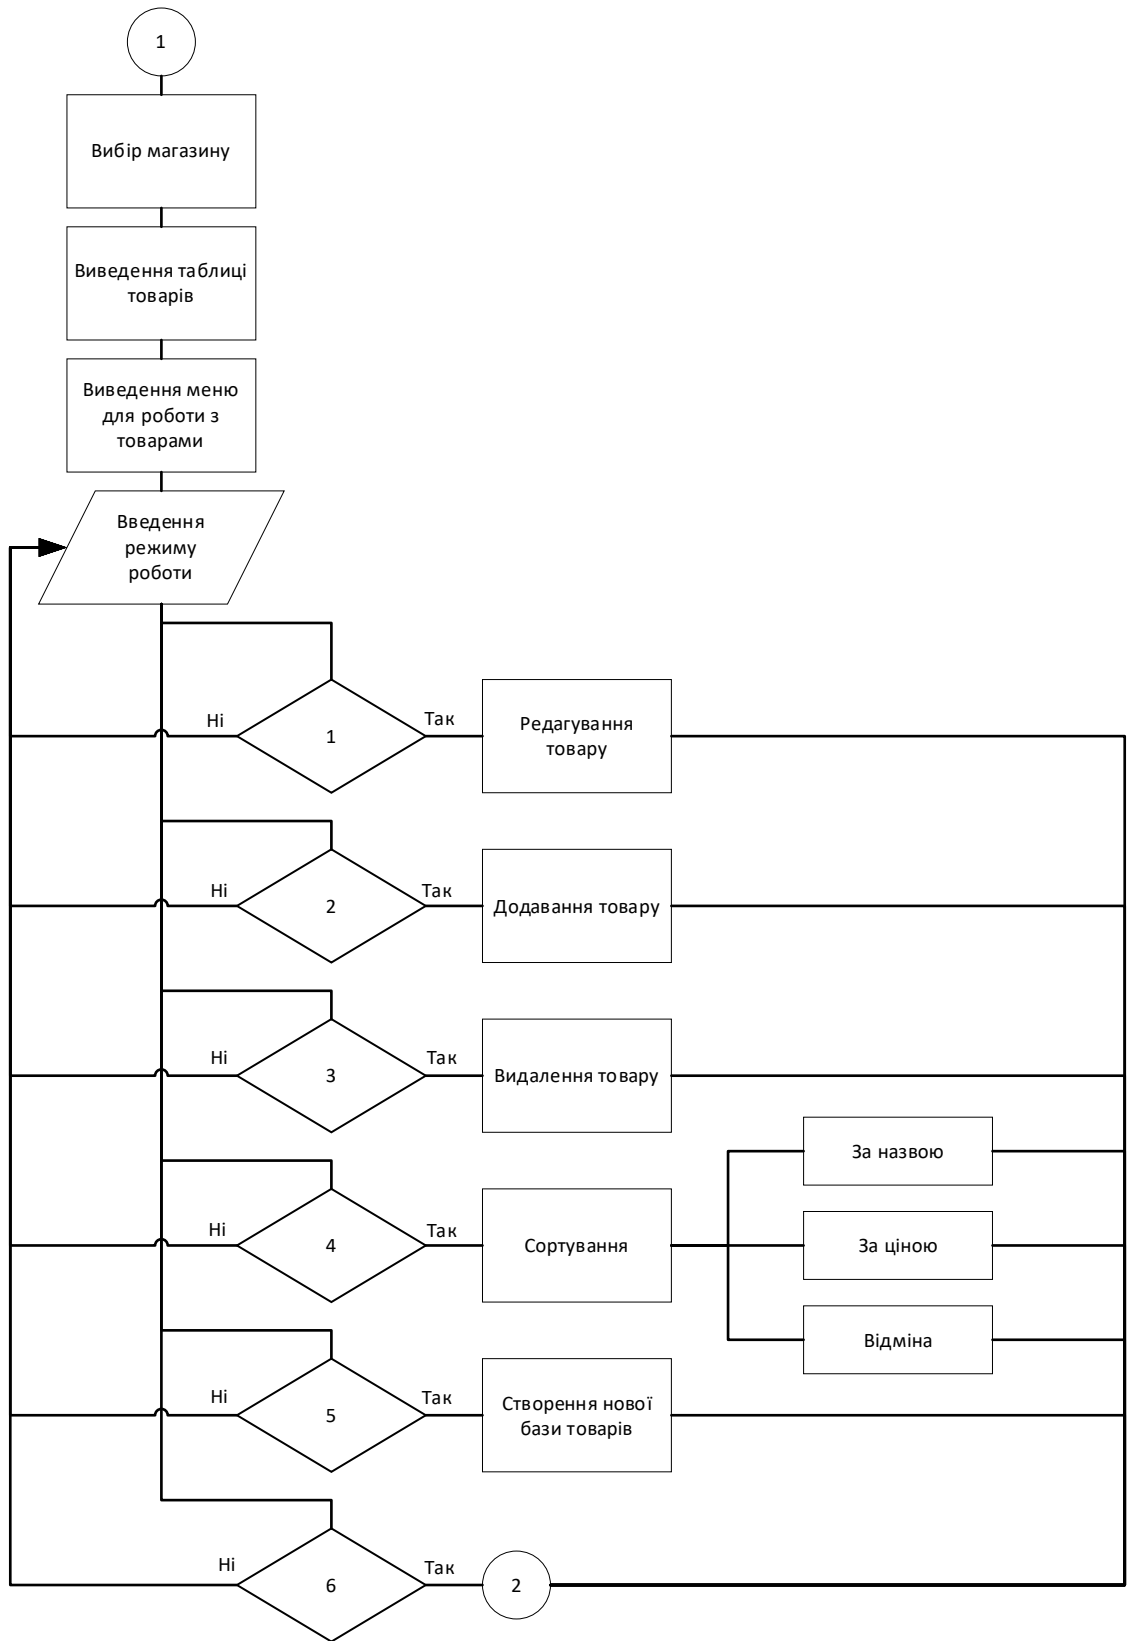 1
Вибір магазину
Виведення таблиці
товарів
Виведення меню
для роботи з
товарами
Введення
режиму
роботи
Ні
1
Так
Редагування
товару
Ні
2
Так
Додавання товару
Ні
3
Так
Видалення товару
За назвою
Ні
4
Так
Сортування
За ціною
Відміна
Ні
5
Так
Створення нової
бази товарів
Ні
6
Так
2